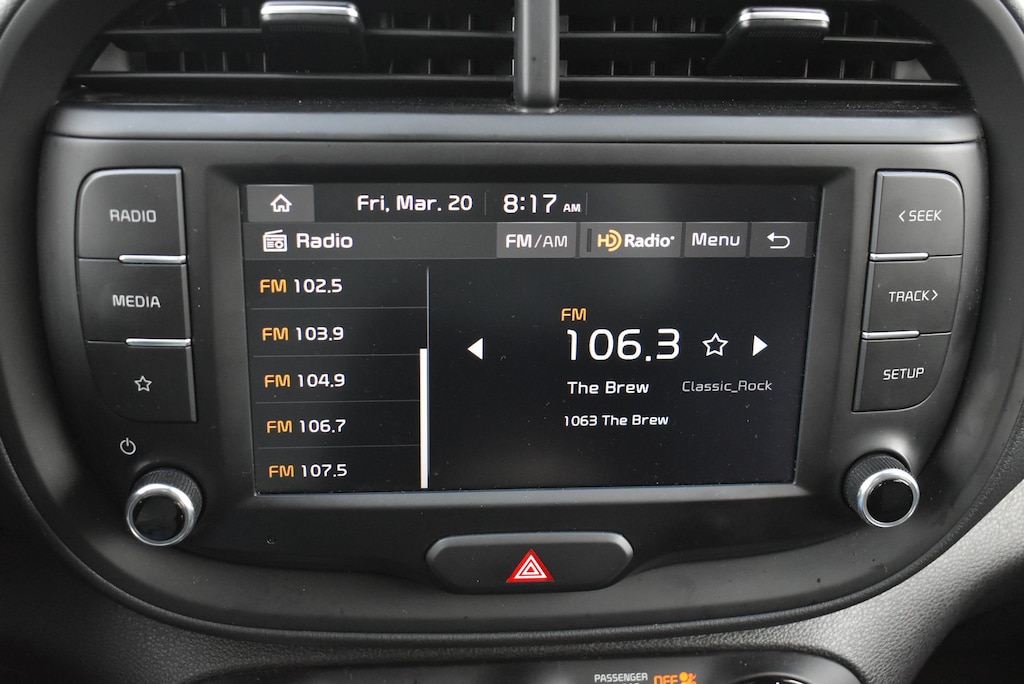 Fri, Mar. 20 8:17 AM
Radio FM/AM HD Radio Menu
RADIO
MEDIA
FM 102.5
FM 103.9
FM 104.9
FM 106.7
FM 107.5
FM
106.3
The Brew Classic_Rock
1063 The Brew
< SEEK
TRACK >
SETUP
PASSENGER
OFF